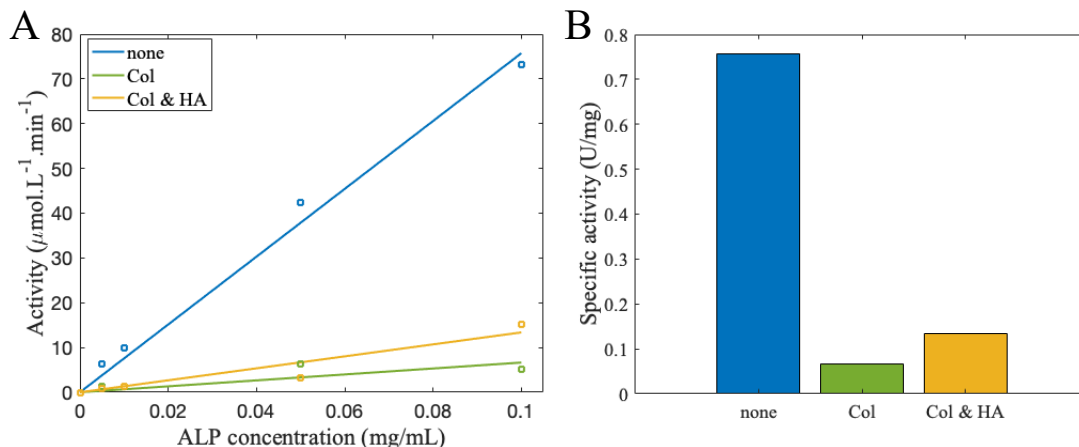 A
80
70
60
50
40
30
20
10
0
Activity (μmol.L⁻¹.min⁻¹)
none
Col
Col & HA
0 0.02 0.04 0.06 0.08 0.1
ALP concentration (mg/mL)
B
0.8
0.7
0.6
0.5
0.4
0.3
0.2
0.1
0
Specific activity (U/mg)
none Col Col & HA